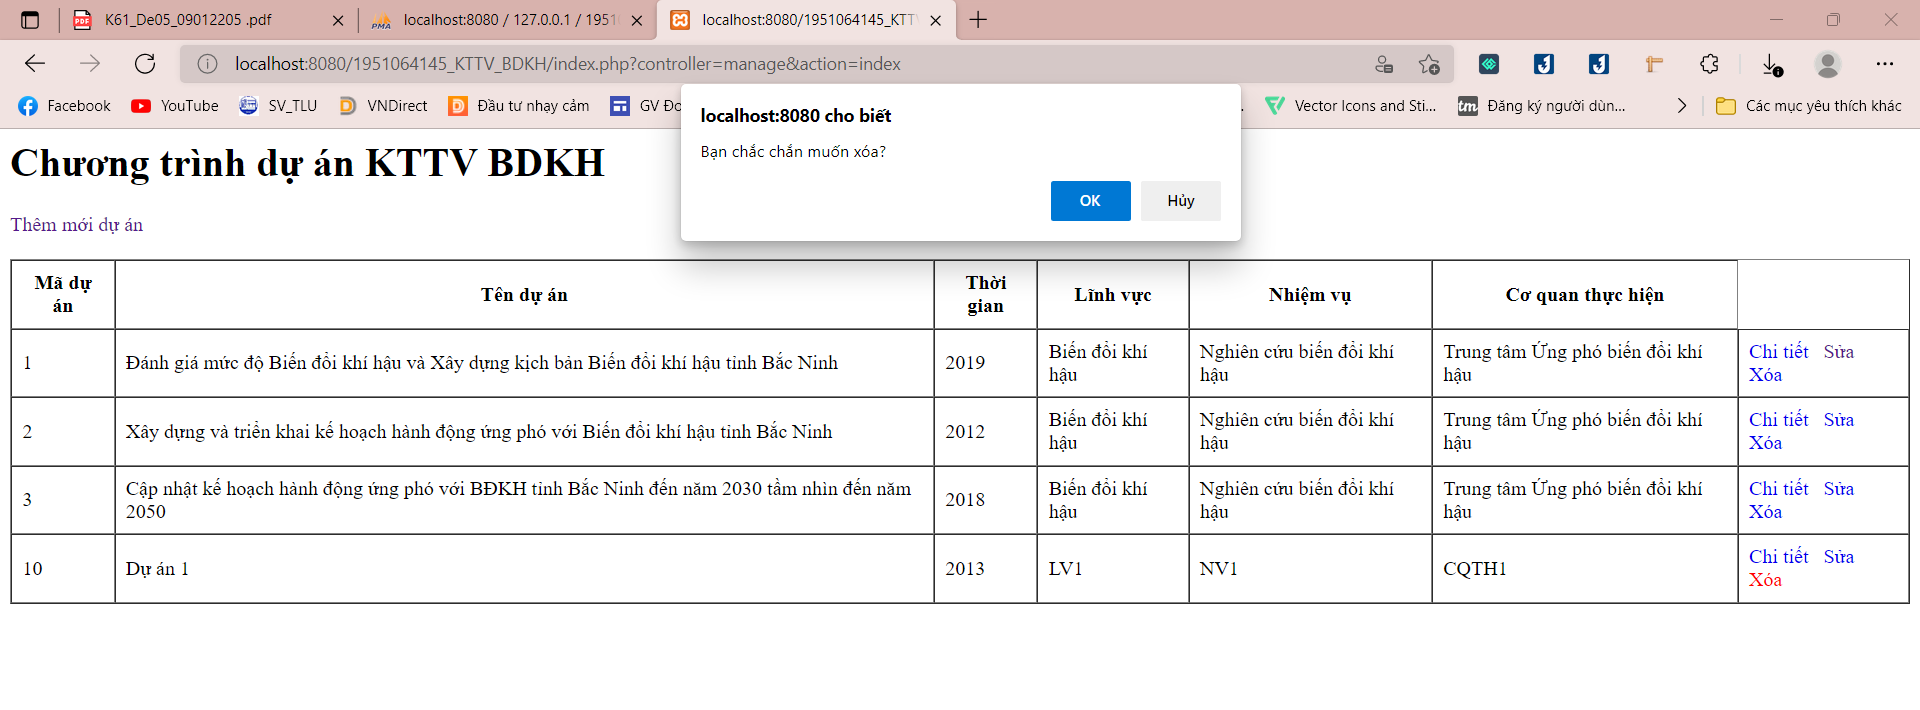 K61_De05_09012205 .pdf
localhost:8080 / 127.0.0.1 / 1951
localhost:8080/1951064145_KTTV
localhost:8080/1951064145_KTTV_BDKH/index.php?controller=manage&action=index
Facebook YouTube SV_TLU VNDirect Đầu tư nhạy cảm GV Đo Vector Icons and Sti... tm Đăng ký người dùn... Các mục yêu thích khác
localhost:8080 cho biết
Bạn chắc chắn muốn xóa?
OK Hủy
Chương trình dự án KTTV BDKH
Thêm mới dự án
Mã dự án Tên dự án Thời gian Lĩnh vực Nhiệm vụ Cơ quan thực hiện
1 Đánh giá mức độ Biến đổi khí hậu và Xây dựng kịch bản Biến đổi khí hậu tỉnh Bắc Ninh 2019 Biến đổi khí hậu Nghiên cứu biến đổi khí hậu Trung tâm Ứng phó biến đổi khí hậu Chi tiết Sửa Xóa
2 Xây dựng và triển khai kế hoạch hành động ứng phó với Biến đổi khí hậu tỉnh Bắc Ninh 2012 Biến đổi khí hậu Nghiên cứu biến đổi khí hậu Trung tâm Ứng phó biến đổi khí hậu Chi tiết Sửa Xóa
3 Cập nhật kế hoạch hành động ứng phó với BĐKH tỉnh Bắc Ninh đến năm 2030 tầm nhìn đến năm 2050 2018 Biến đổi khí hậu Nghiên cứu biến đổi khí hậu Trung tâm Ứng phó biến đổi khí hậu Chi tiết Sửa Xóa
10 Dự án 1 2013 LV1 NV1 CQTH1 Chi tiết Sửa Xóa